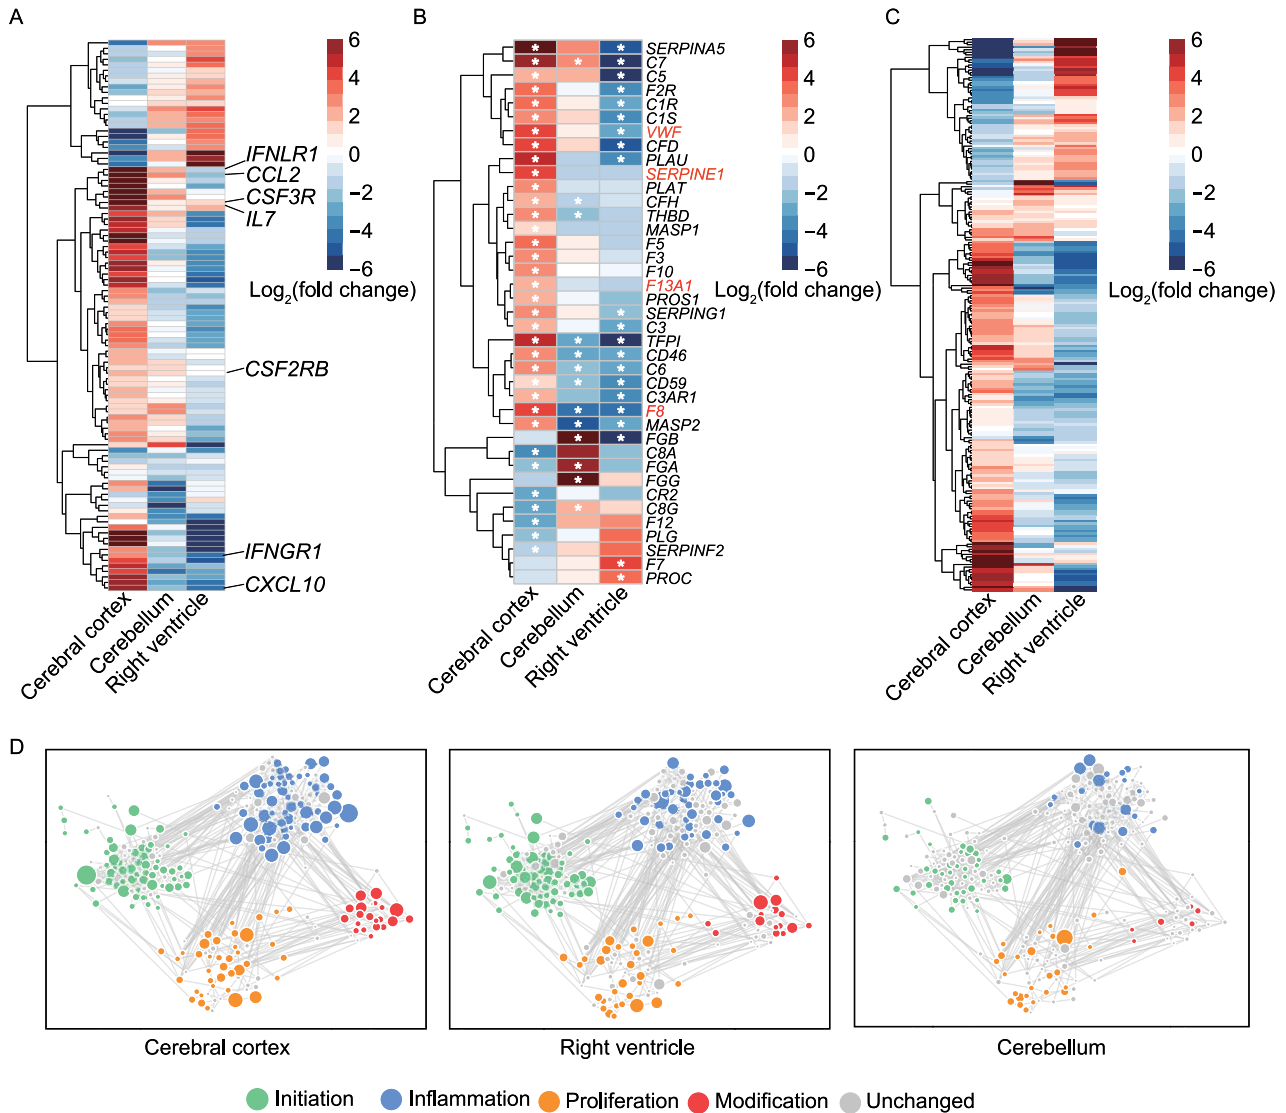 A
6
4
2
0
−2
−4
−6
Log2(fold change)
IFNLR1
CCL2
CSF3R
IL7
CSF2RB
IFNGR1
CXCL10
Cerebral cortex
Cerebellum
Right ventricle
B
SERPINA5
C7
C5
F2R
C1R
C1S
VWF
CFD
PLAU
SERPINE1
PLAT
CFH
THBD
MASP1
F5
F3
F10
F13A1
PROS1
SERPING1
C3
TFPI
CD46
C6
CD59
C3AR1
F8
MASP2
FGB
C8A
FGA
FGG
CR2
C8G
F12
PLG
SERPINF2
F7
PROC
6
4
2
0
−2
−4
−6
Log2(fold change)
Cerebral cortex
Cerebellum
Right ventricle
C
6
4
2
0
−2
−4
−6
Log2(fold change)
Cerebral cortex
Cerebellum
Right ventricle
D
Cerebral cortex
Right ventricle
Cerebellum
Initiation
Inflammation
Proliferation
Modification
Unchanged